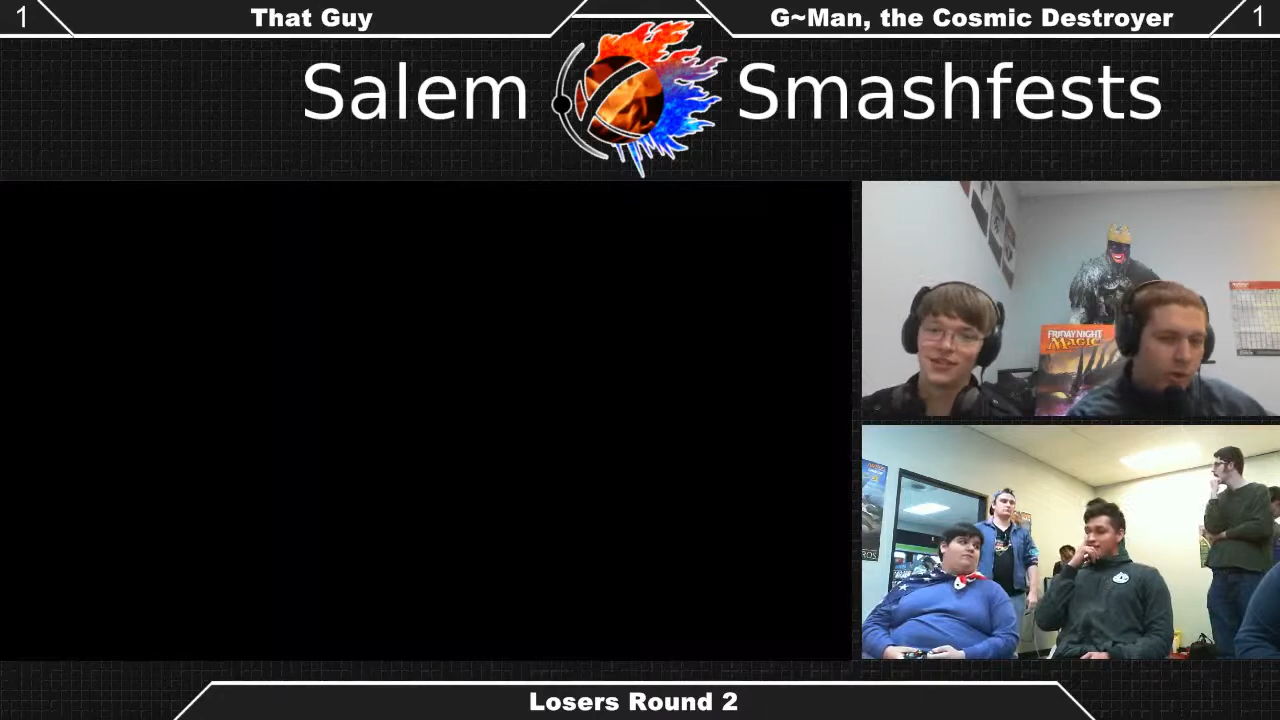 1 That Guy G~Man, the Cosmic Destroyer 1
Salem Smashfests
FRIDAY NIGHT
MAGIC
Losers Round 2